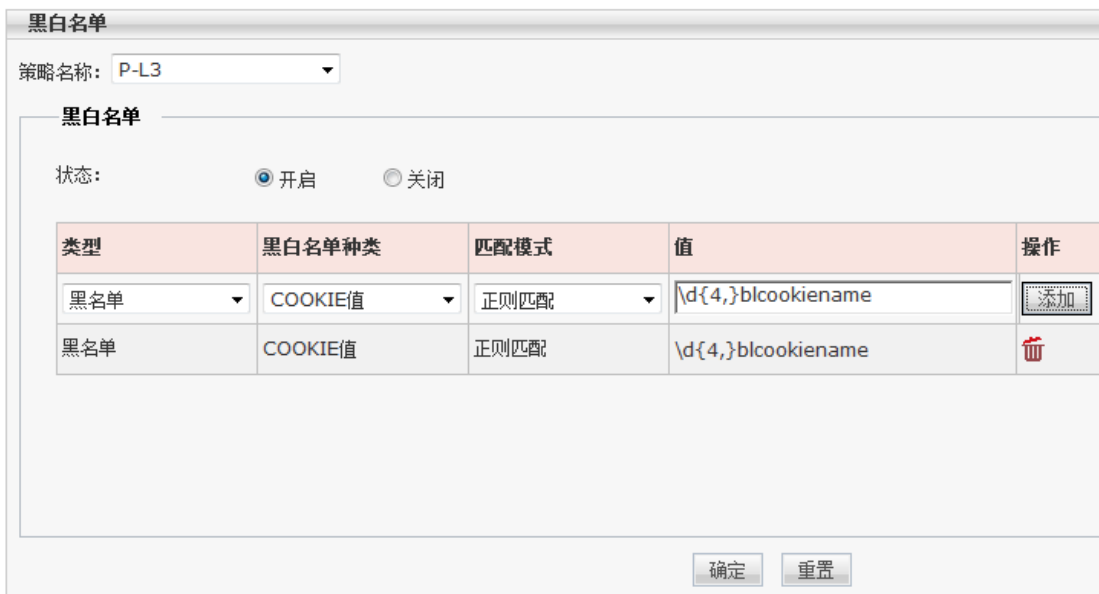 黑白名单
策略名称: P-L3
黑白名单
状态: 开启 关闭
类型 黑白名单种类 匹配模式 值 操作
黑名单 COOKIE值 正则匹配 \d{4,}blcookiename 添加
黑名单 COOKIE值 正则匹配 \d{4,}blcookiename
确定 重置